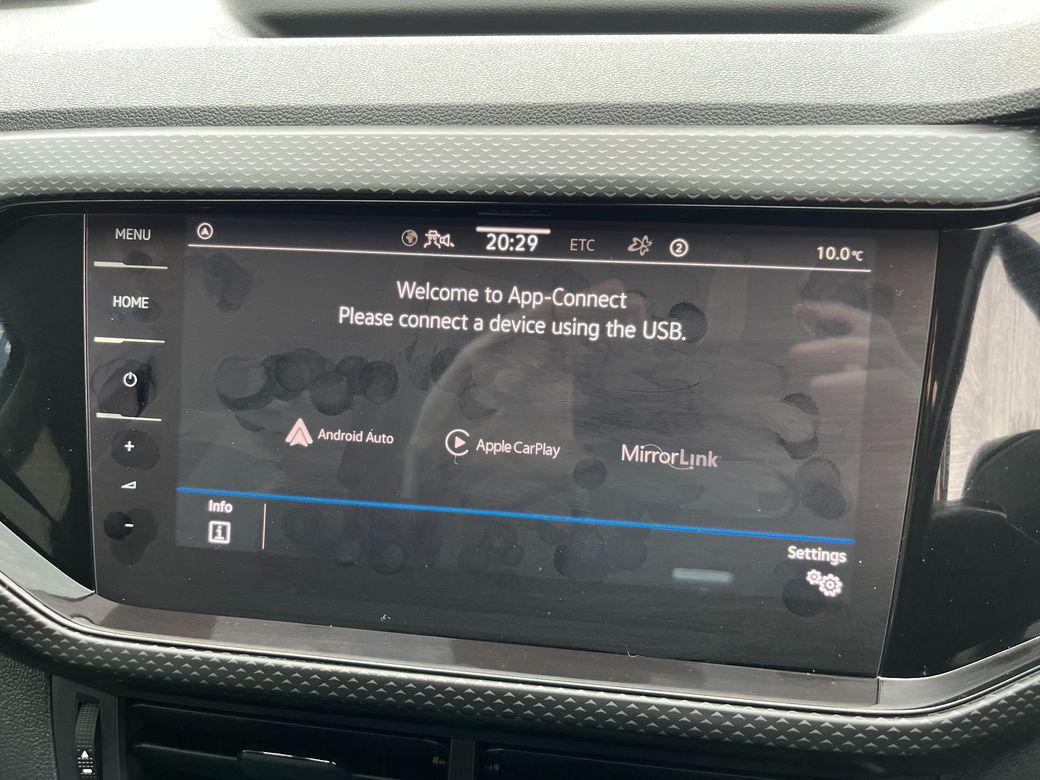 MENU
20:29 ETC 2 10.0°C
HOME
Welcome to App-Connect
Please connect a device using the USB.
Android Auto Apple CarPlay MirrorLink
+
-
Info
i
Settings